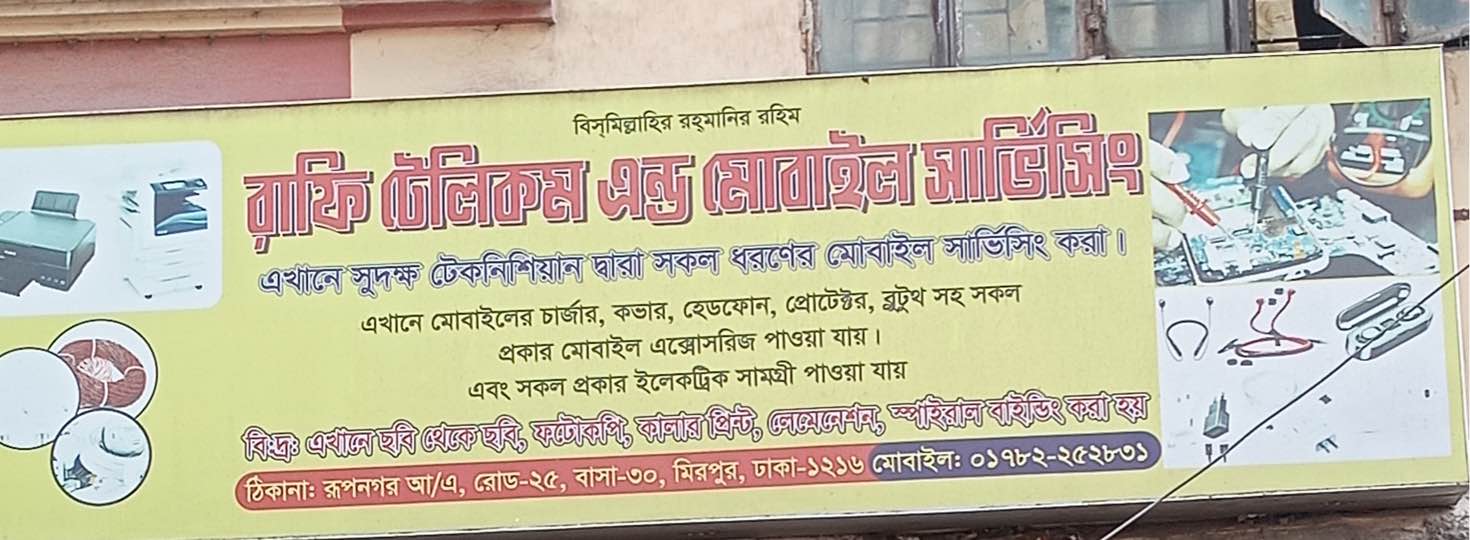 বিস্‌মিল্লাহির রহ্‌মানির রহিম
রাফি টেলিকম এন্ড মোবাইল সার্ভিসিং
এখানে সুদক্ষ টেকনিশিয়ান দ্বারা সকল ধরণের মোবাইল সার্ভিসিং করা।
এখানে মোবাইলের চার্জার, কভার, হেডফোন, প্রোটেক্টর, ব্লুটুথ সহ সকল
প্রকার মোবাইল এক্সেসরিজ পাওয়া যায়।
এবং সকল প্রকার ইলেকট্রিক সামগ্রী পাওয়া যায়
বি:দ্র: এখানে ছবি থেকে ছবি, ফটোকপি, কালার প্রিন্ট, লেমেনেশন, স্পাইরাল বাইন্ডিং করা হয়
ঠিকানা: রূপনগর আ/এ, রোড-২৫, বাসা-৩০, মিরপুর, ঢাকা-১২১৬ মোবাইল: ০১৭৮২-২৫২৮৩১